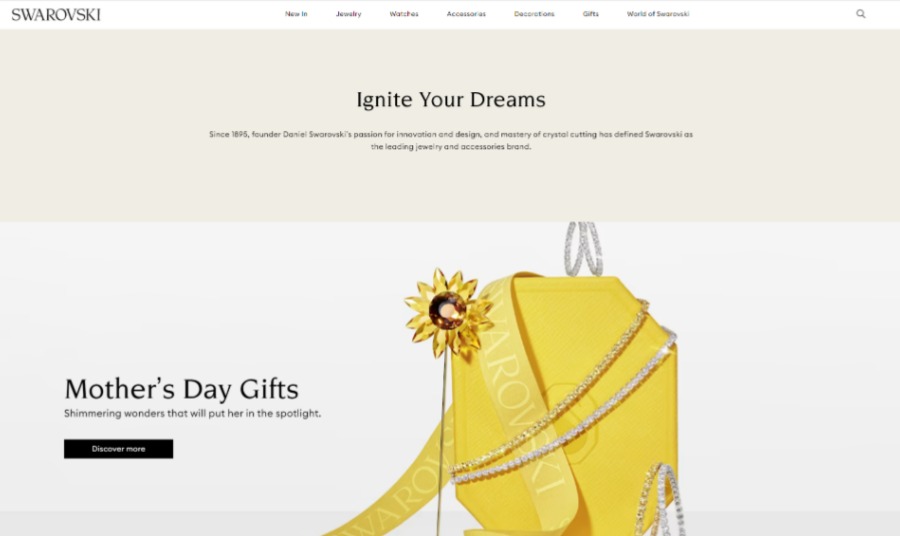 SWAROVSKI
New In
Jewelry
Watches
Accessories
Decorations
Gifts
World of Swarovski
Ignite Your Dreams
Since 1895, founder Daniel Swarovski's passion for innovation and design, and mastery of crystal cutting has defined Swarovski as
the leading jewelry and accessories brand.
Mother's Day Gifts
Shimmering wonders that will put her in the spotlight.
Discover more
SWAROVSKI
SWAROVSKI